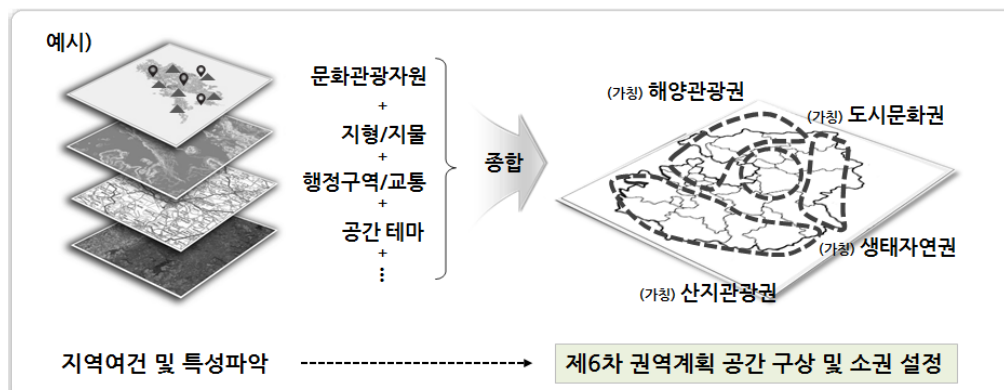 예시)
문화관광자원
+
지형/지물
+
행정구역/교통
+
공간 테마
+
⋮
종합
(가칭) 해양관광권
(가칭) 도시문화권
(가칭) 생태자연권
(가칭) 산지관광권
지역여건 및 특성파악
제6차 권역계획 공간 구상 및 소권 설정